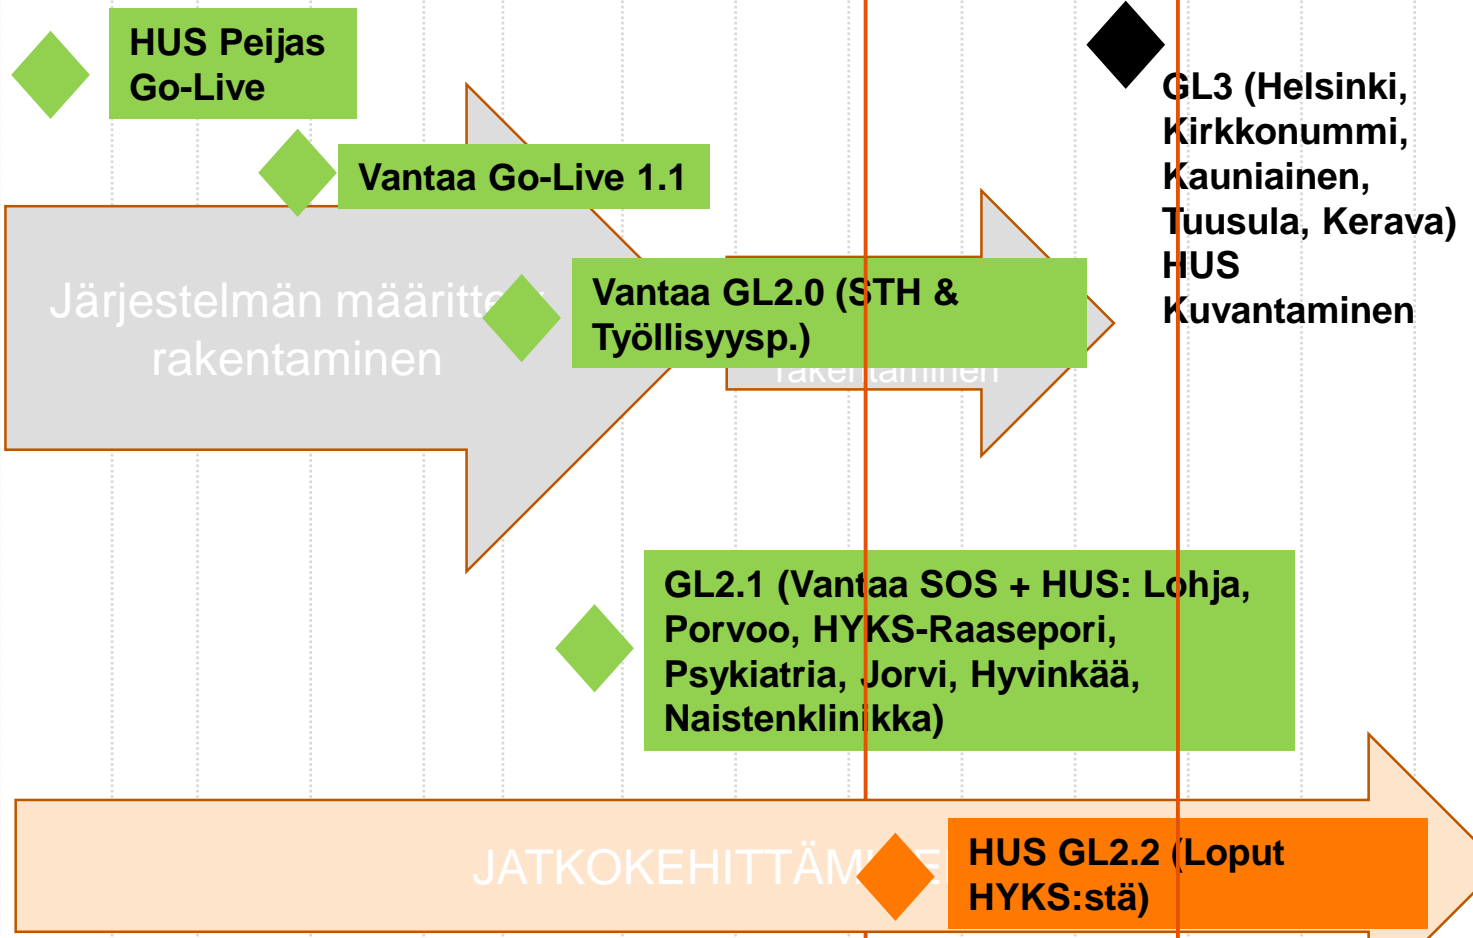 HUS Peijas
Go-Live
Vantaa Go-Live 1.1
GL3 (Helsinki,
Kirkkonummi,
Kauniainen,
Tuusula, Kerava)
HUS
Kuvantaminen
Järjestelmän
rakentaminen
Vantaa GL2.0 (STH &
Työllisyysp.)
rakentaminen
GL2.1 (Vantaa SOS + HUS: Lohja,
Porvoo, HYKS-Raasepori,
Psykiatria, Jorvi, Hyvinkää,
Naistenklinikka)
HUS GL2.2 (Loput
HYKS:stä)